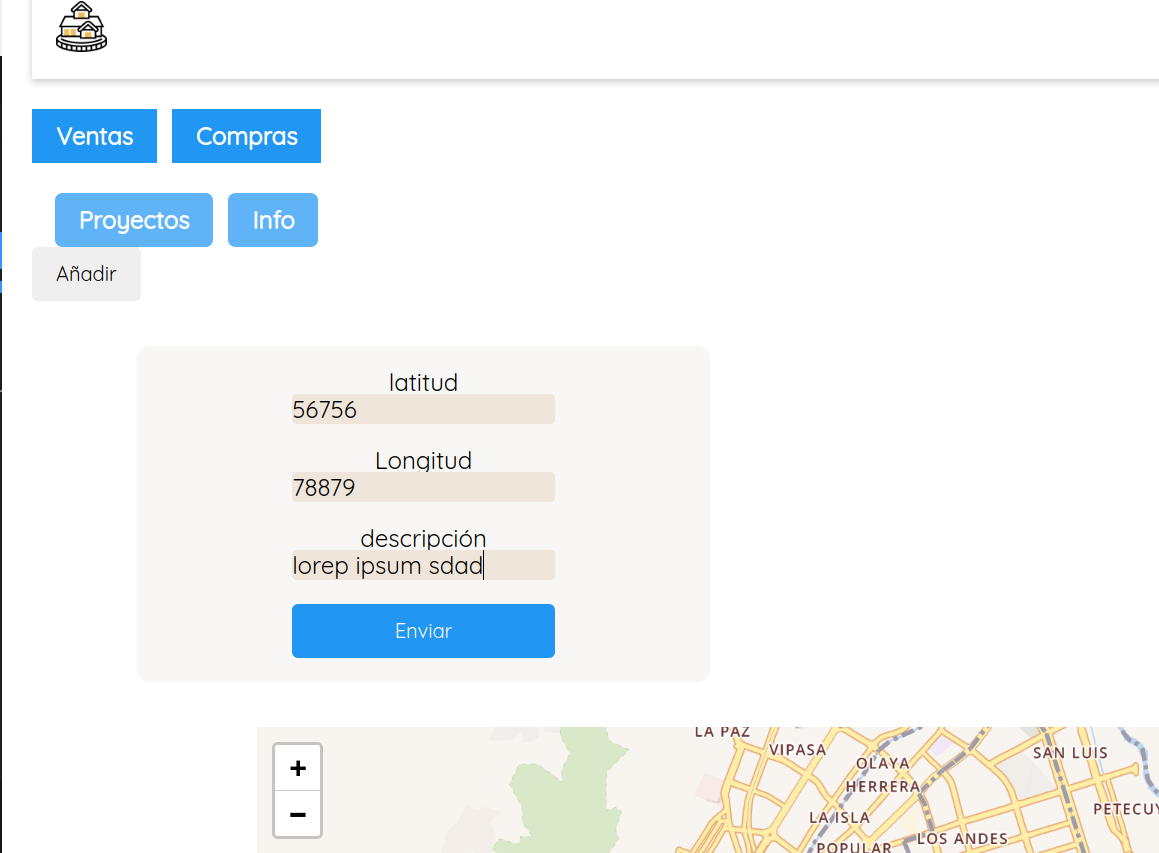 Ventas Compras
Proyectos Info
Añadir
latitud
56756
Longitud
78879
descripción
lorep ipsum sdad
Enviar
+
−
LA PAZ
VIPASA
OLAYA
HERRERA
SAN LUIS
LA ISLA
PETECUY
LOS ANDES
POPULAR